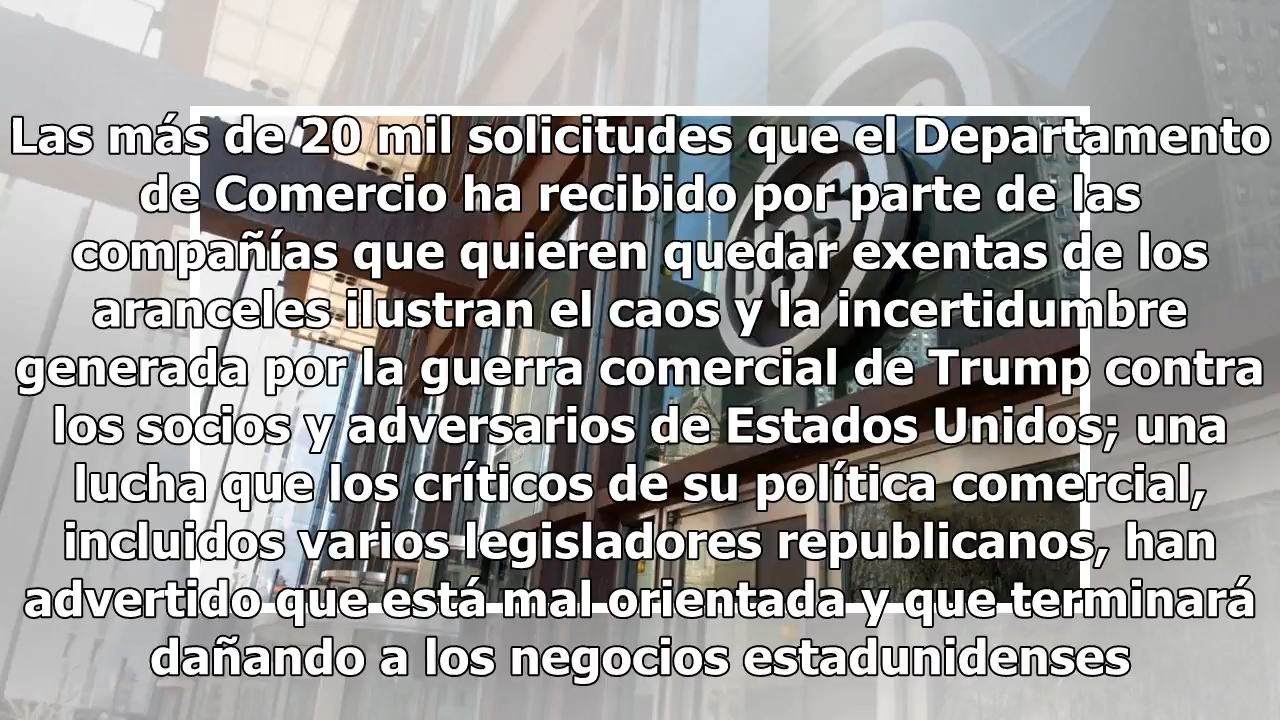 Las más de 20 mil solicitudes que el Departamento
de Comercio ha recibido por parte de las
compañías que quieren quedar exentas de los
aranceles ilustran el caos y la incertidumbre
generada por la guerra comercial de Trump contra
los socios y adversarios de Estados Unidos; una
lucha que los críticos de su política comercial,
incluidos varios legisladores republicanos, han
advertido que está mal orientada y que terminará
dañando a los negocios estadunidenses